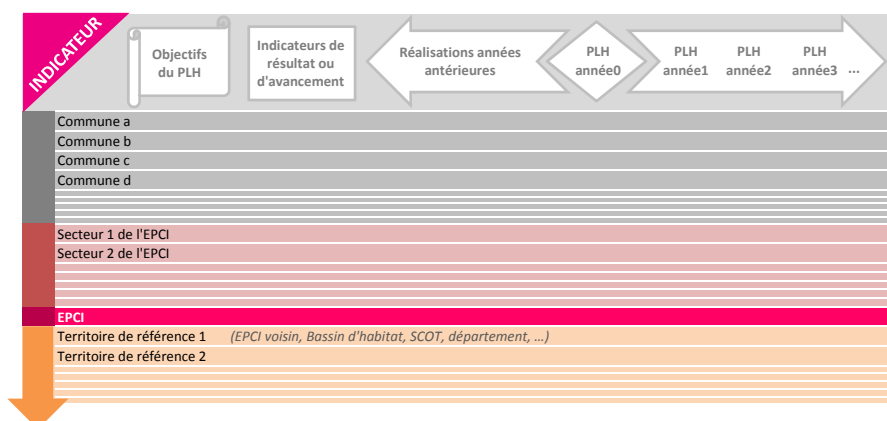 INDICATEUR
Objectifs
du PLH
Indicateurs de
résultat ou
d'avancement
Réalisations années
antérieures
PLH
année0
PLH
année1
PLH
année2
PLH
année3
...
Commune a
Commune b
Commune c
Commune d
Secteur 1 de l'EPCI
Secteur 2 de l'EPCI
EPCI
Territoire de référence 1 (EPCI voisin, Bassin d'habitat, SCOT, département, ...)
Territoire de référence 2